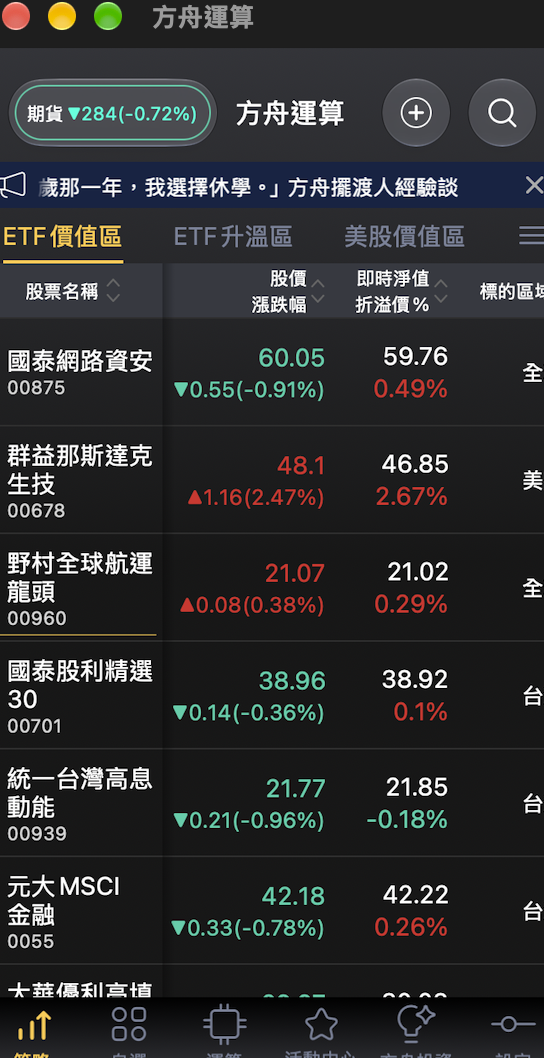 方舟運算
期貨 ▼284(-0.72%) 方舟運算
歲那一年，我選擇休學。」方舟擺渡人經驗談
ETF價值區 ETF升溫區 美股價值區
股票名稱 股價 漲跌幅 即時淨值 折溢價% 標的區域
國泰網路資安 60.05 59.76
00875 ▼0.55(-0.91%) 0.49% 全
群益那斯達克生技 48.1 46.85
00678 ▲1.16(2.47%) 2.67% 美
野村全球航運龍頭 21.07 21.02
00960 ▲0.08(0.38%) 0.29% 全
國泰股利精選30 38.96 38.92
00701 ▼0.14(-0.36%) 0.1% 台
統一台灣高息動能 21.77 21.85
00939 ▼0.21(-0.96%) -0.18% 台
元大MSCI金融 42.18 42.22
0055 ▼0.33(-0.78%) 0.26% 台
大華優利高填